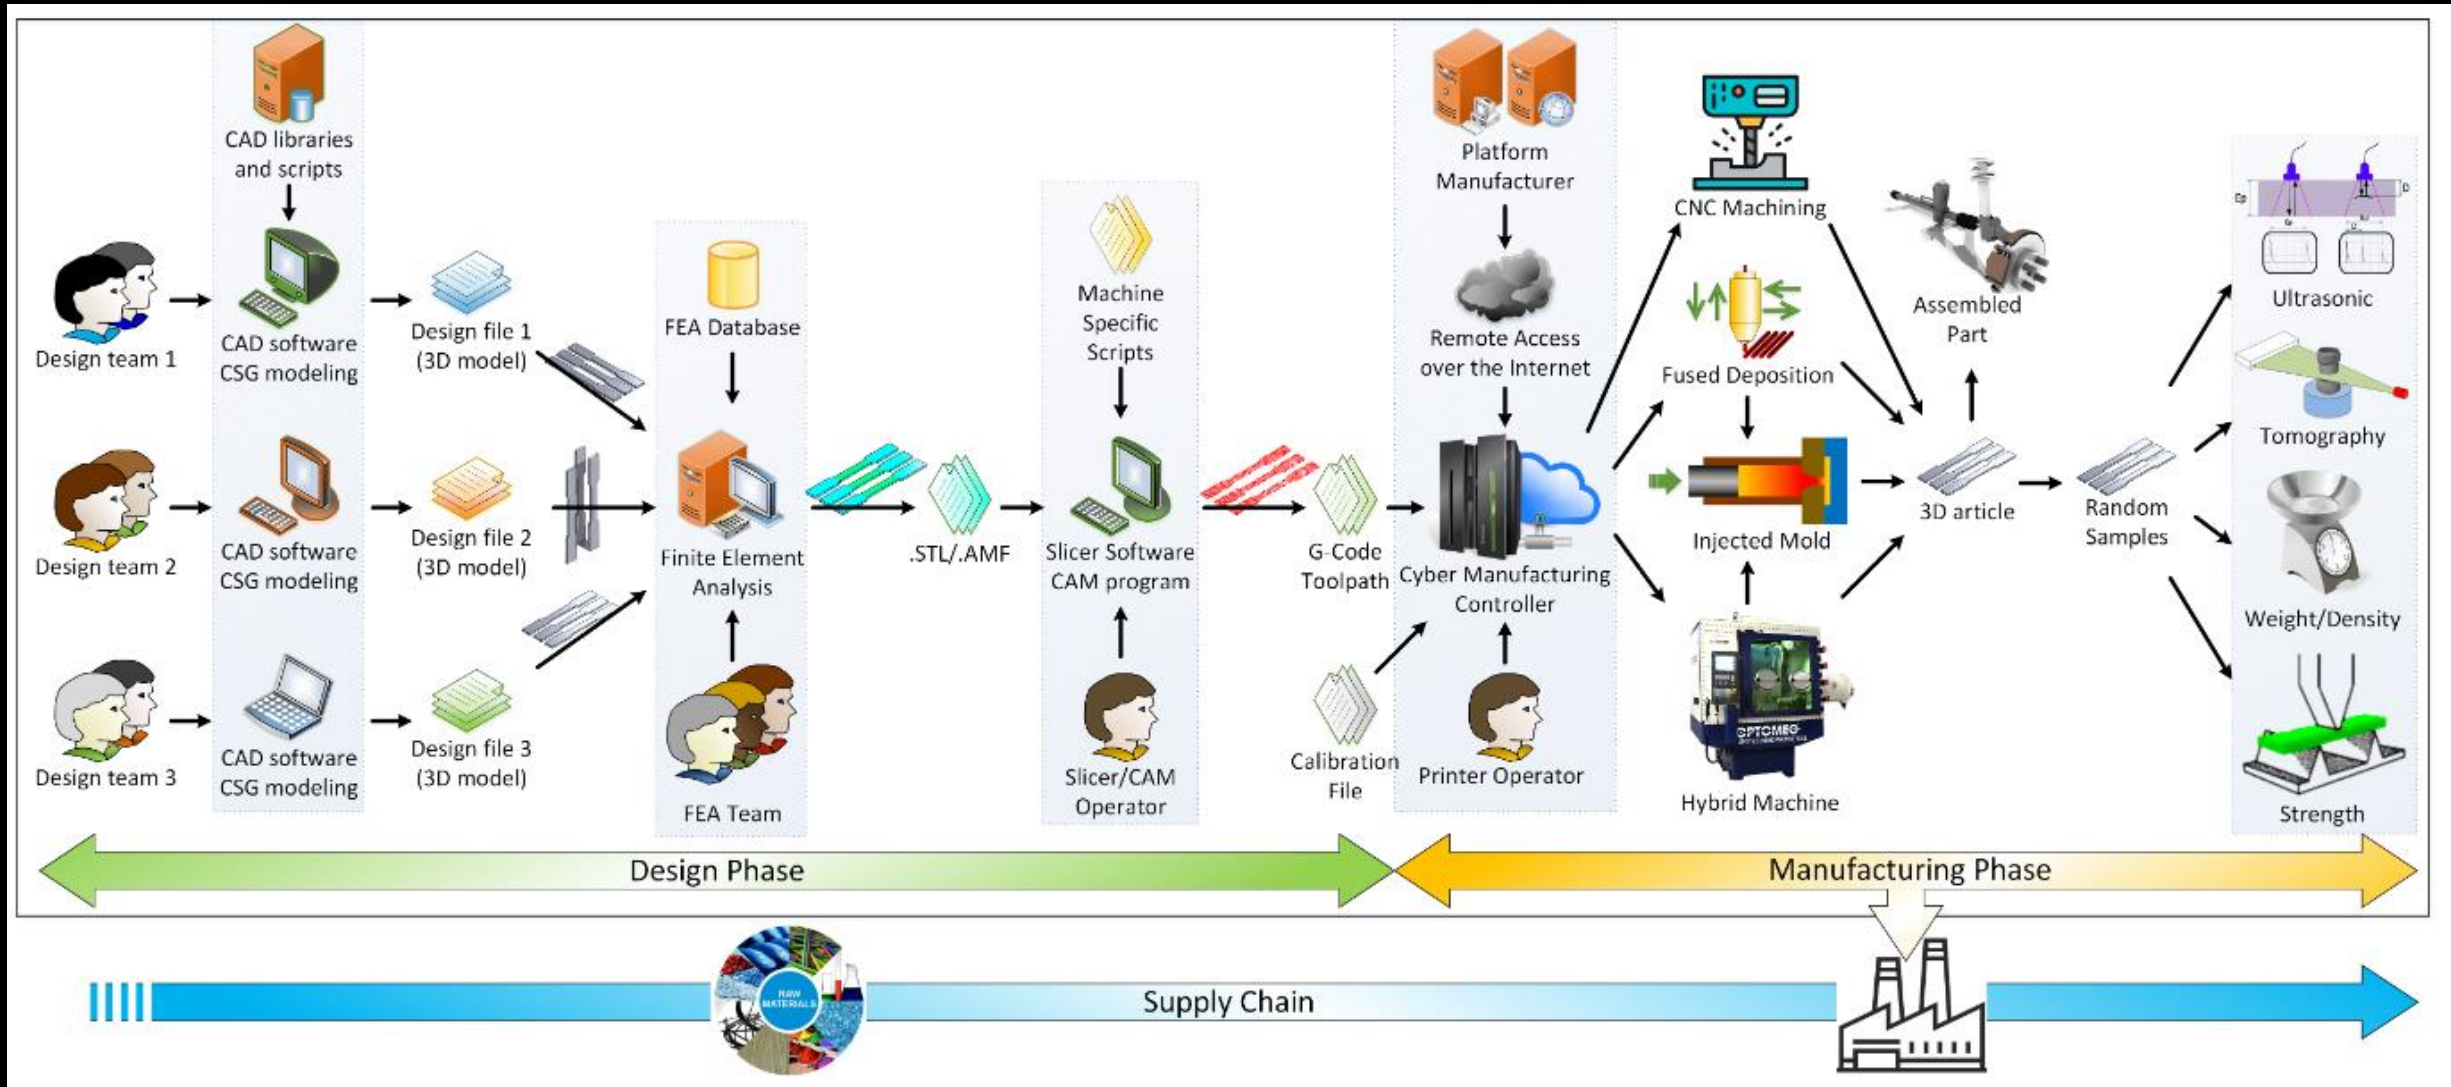 CAD libraries
and scripts
Design team 1
CAD software
CSG modeling
Design file 1
(3D model)
Design team 2
CAD software
CSG modeling
Design file 2
(3D model)
Design team 3
CAD software
CSG modeling
Design file 3
(3D model)
FEA Database
Finite Element
Analysis
FEA Team
.STL/.AMF
Machine
Specific
Scripts
Slicer Software
CAM program
Slicer/CAM
Operator
G-Code
Toolpath
Calibration
File
Platform
Manufacturer
Remote Access
over the Internet
Cyber Manufacturing
Controller
Printer Operator
CNC Machining
Fused Deposition
Injected Mold
OPTOMEC
Hybrid Machine
Assembled
Part
3D article
Random
Samples
Ep
D
Ultrasonic
Tomography
Weight/Density
Strength
Design Phase
Manufacturing Phase
RAW
MATERIALS
Supply Chain